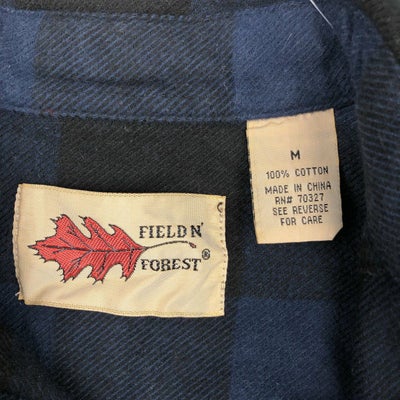 FIELD N'
FOREST®
M
100% COTTON
MADE IN CHINA
RN# 70327
SEE REVERSE
FOR CARE